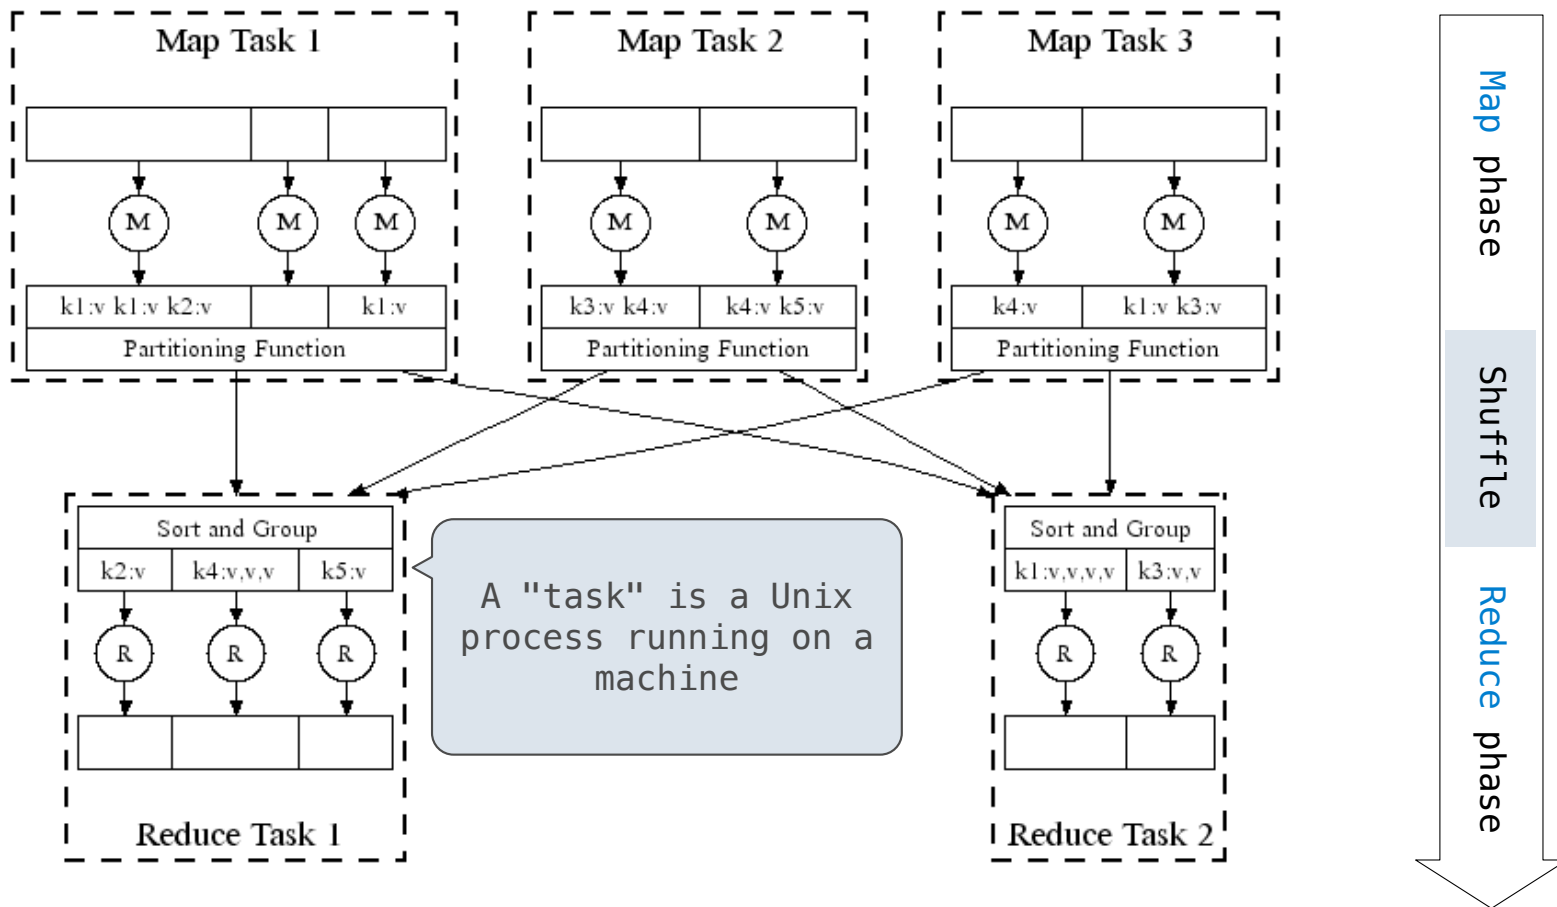 Map Task 1
Map Task 2
Map Task 3
M
M
M
M
M
M
M
k1:v k1:v k2:v
k1:v
k3:v k4:v
k4:v k5:v
k4:v
k1:v k3:v
Partitioning Function
Partitioning Function
Partitioning Function
Sort and Group
k2:v
k4:v,v,v
k5:v
R
R
R
Reduce Task 1
A "task" is a Unix
process running on a
machine
Sort and Group
k1:v,v,v,v
k3:v,v
R
R
Reduce Task 2
Map phase
Shuffle
Reduce phase